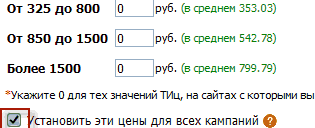 От 325 до 800 0 руб. (в среднем 353.03)
От 850 до 1500 0 руб. (в среднем 542.78)
Более 1500 0 руб. (в среднем 799.79)
*Укажите 0 для тех значений ТИц, на сайтах с которыми вы
Установить эти цены для всех кампаний ?